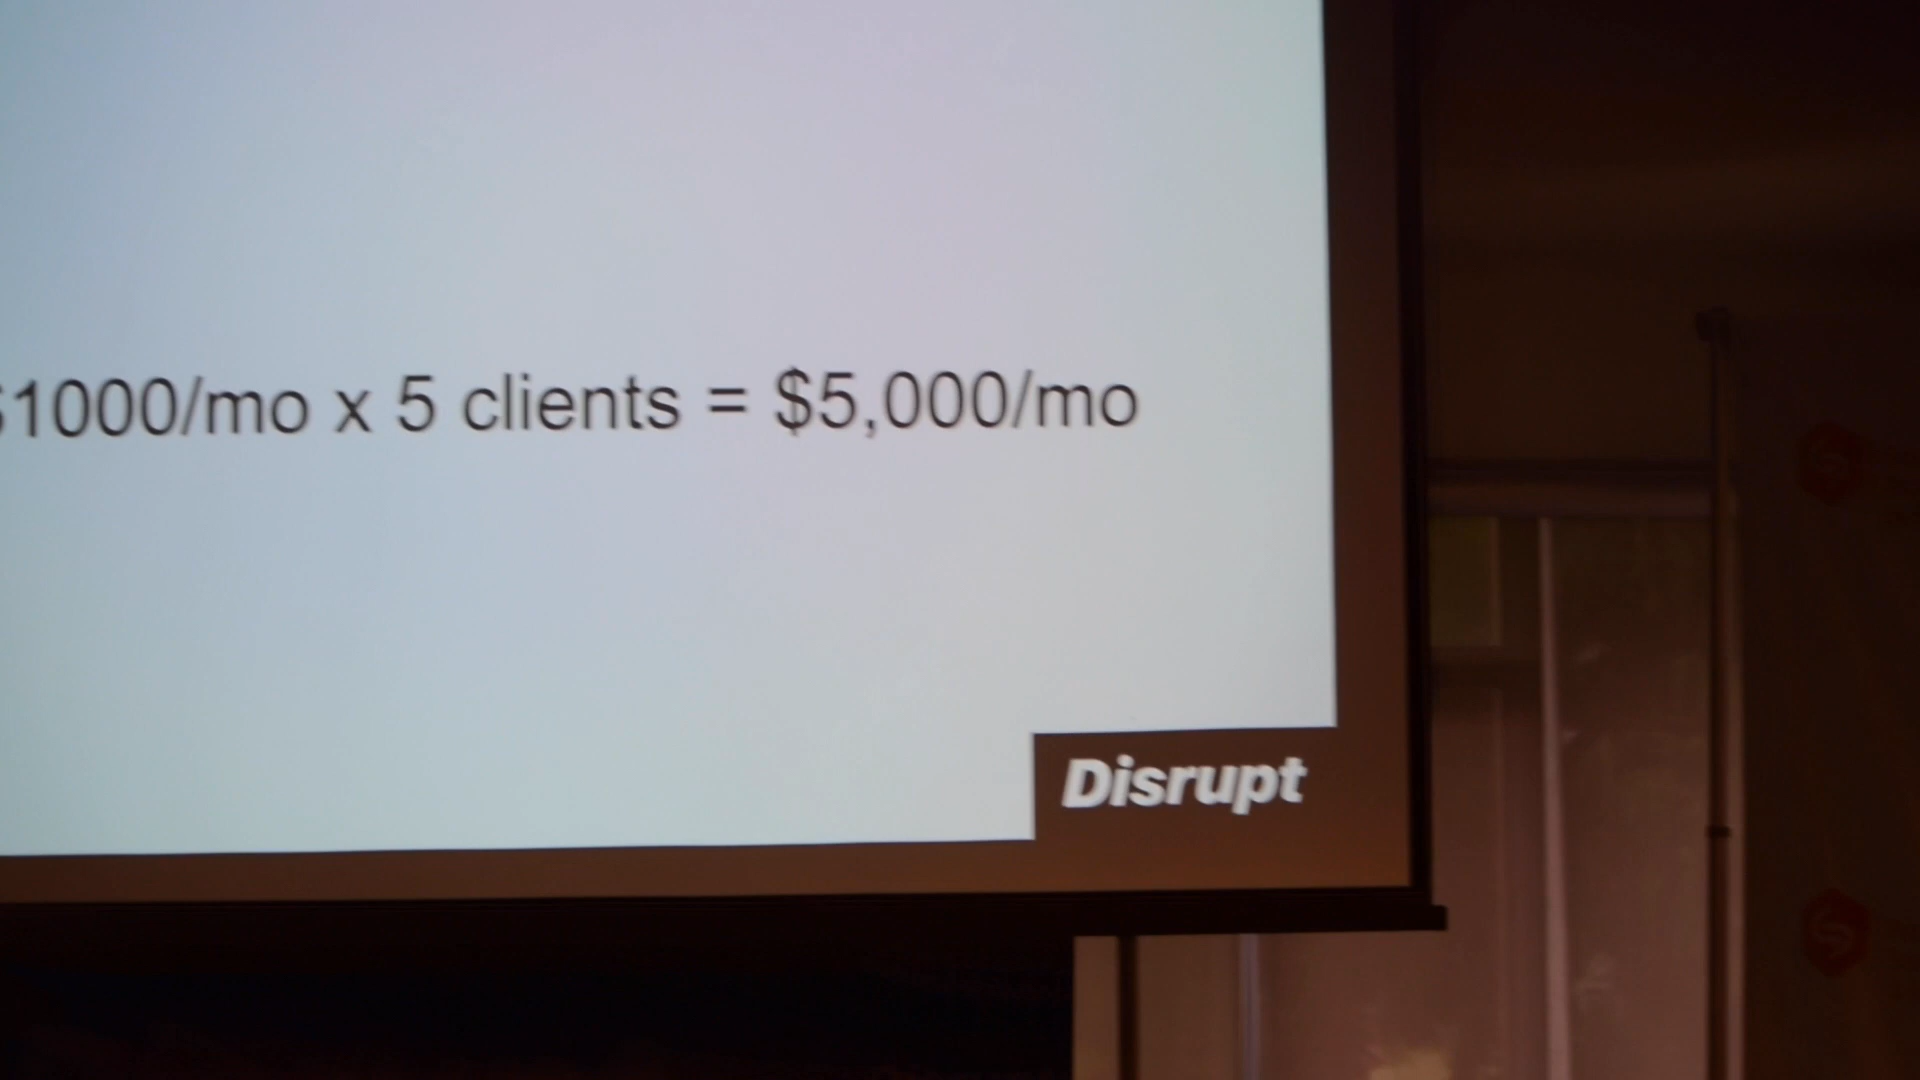 $1000/mo x 5 clients = $5,000/mo
Disrupt